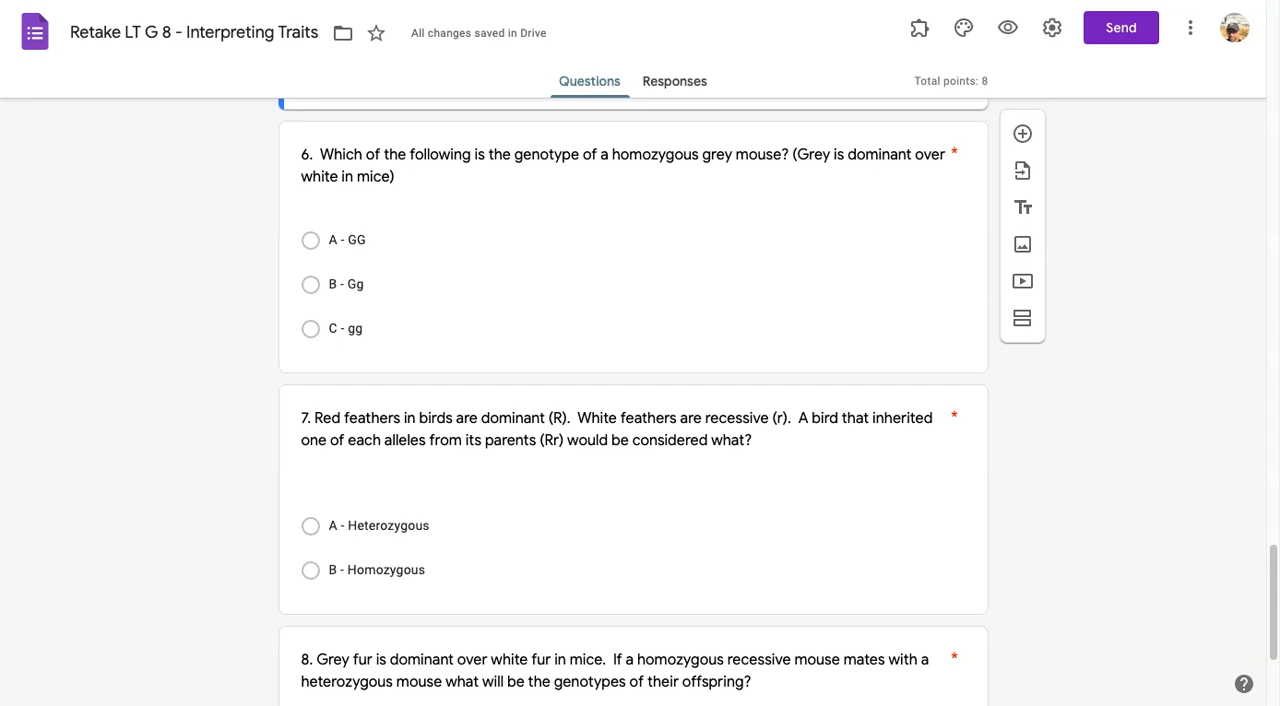 Retake LT G 8 - Interpreting Traits
All changes saved in Drive
Send
Questions
Responses
Total points: 8
6.  Which of the following is the genotype of a homozygous grey mouse? (Grey is dominant over *
white in mice)
A - GG
B - Gg
C - gg
7. Red feathers in birds are dominant (R).  White feathers are recessive (r).  A bird that inherited *
one of each alleles from its parents (Rr) would be considered what?
A - Heterozygous
B - Homozygous
8. Grey fur is dominant over white fur in mice.  If a homozygous recessive mouse mates with a *
heterozygous mouse what will be the genotypes of their offspring?